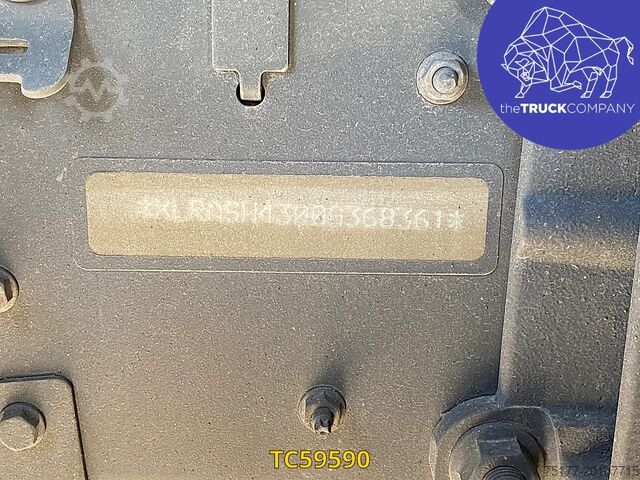 theTRUCKCOMPANY
*XLRASH4300G368361*
TC59590